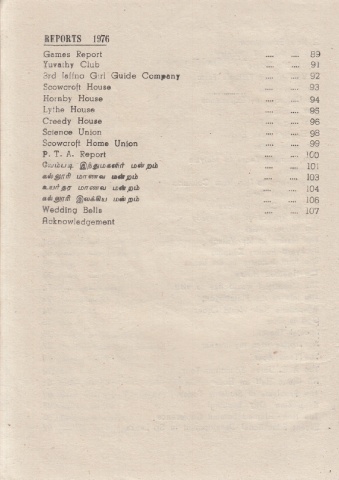 REPORTS 1976
Games Report .... .... 89
Yuvathy Club .... .... 91
3rd Jaffna Girl Guide Company .... .... 92
Scowcroft House .... .... 93
Hornby House .... .... 94
Lythe House .... .... 95
Creedy House .... .... 96
Science Union .... .... 98
Scowcroft Home Union .... .... 99
P. T. A. Report .... .... 100
வேம்படி இந்துமகளிர் மன்றம் .... .... 101
கல்லூரி மாணவ மன்றம் .... .... 103
உயர்தர மாணவ மன்றம் .... .... 104
கல்லூரி இலக்கிய மன்றம் .... .... 106
Wedding Bells .... .... 107
Acknowledgement